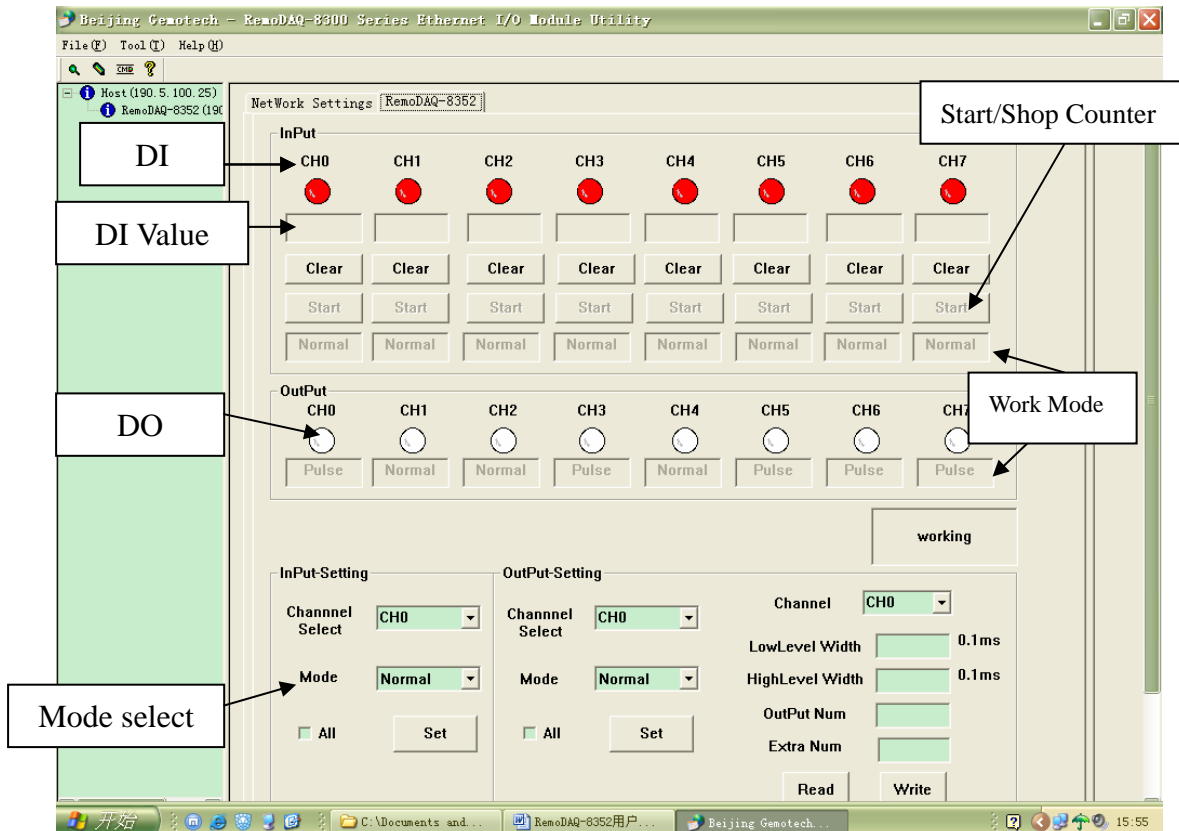 Beijing Gemotech - RemoDAQ-8300 Series Ethernet I/O Module Utility
File(F) Tool(T) Help(H)
CMD
Host(190.5.100.25)
RemoDAQ-8352(190
NetWork Settings RemoDAQ-8352
Start/Shop Counter
InPut
DI
CH0 CH1 CH2 CH3 CH4 CH5 CH6 CH7
DI Value
Clear Clear Clear Clear Clear Clear Clear Clear
Start Start Start Start Start Start Start Start
Normal Normal Normal Normal Normal Normal Normal Normal
OutPut
CH0 CH1 CH2 CH3 CH4 CH5 CH6 CH7
Work Mode
DO
Pulse Normal Normal Pulse Normal Pulse Pulse Pulse
working
InPut-Setting OutPut-Setting
Channnel Select CH0
Channnel Select CH0
Channel CH0
LowLevel Width 0.1ms
Mode Normal Mode Normal HighLevel Width 0.1ms
Mode select
OutPut Num
All Set All Set
Extra Num
Read Write
开始 C:\Documents and... RemoDAQ-8352用户... Beijing Gemotech... 15:55